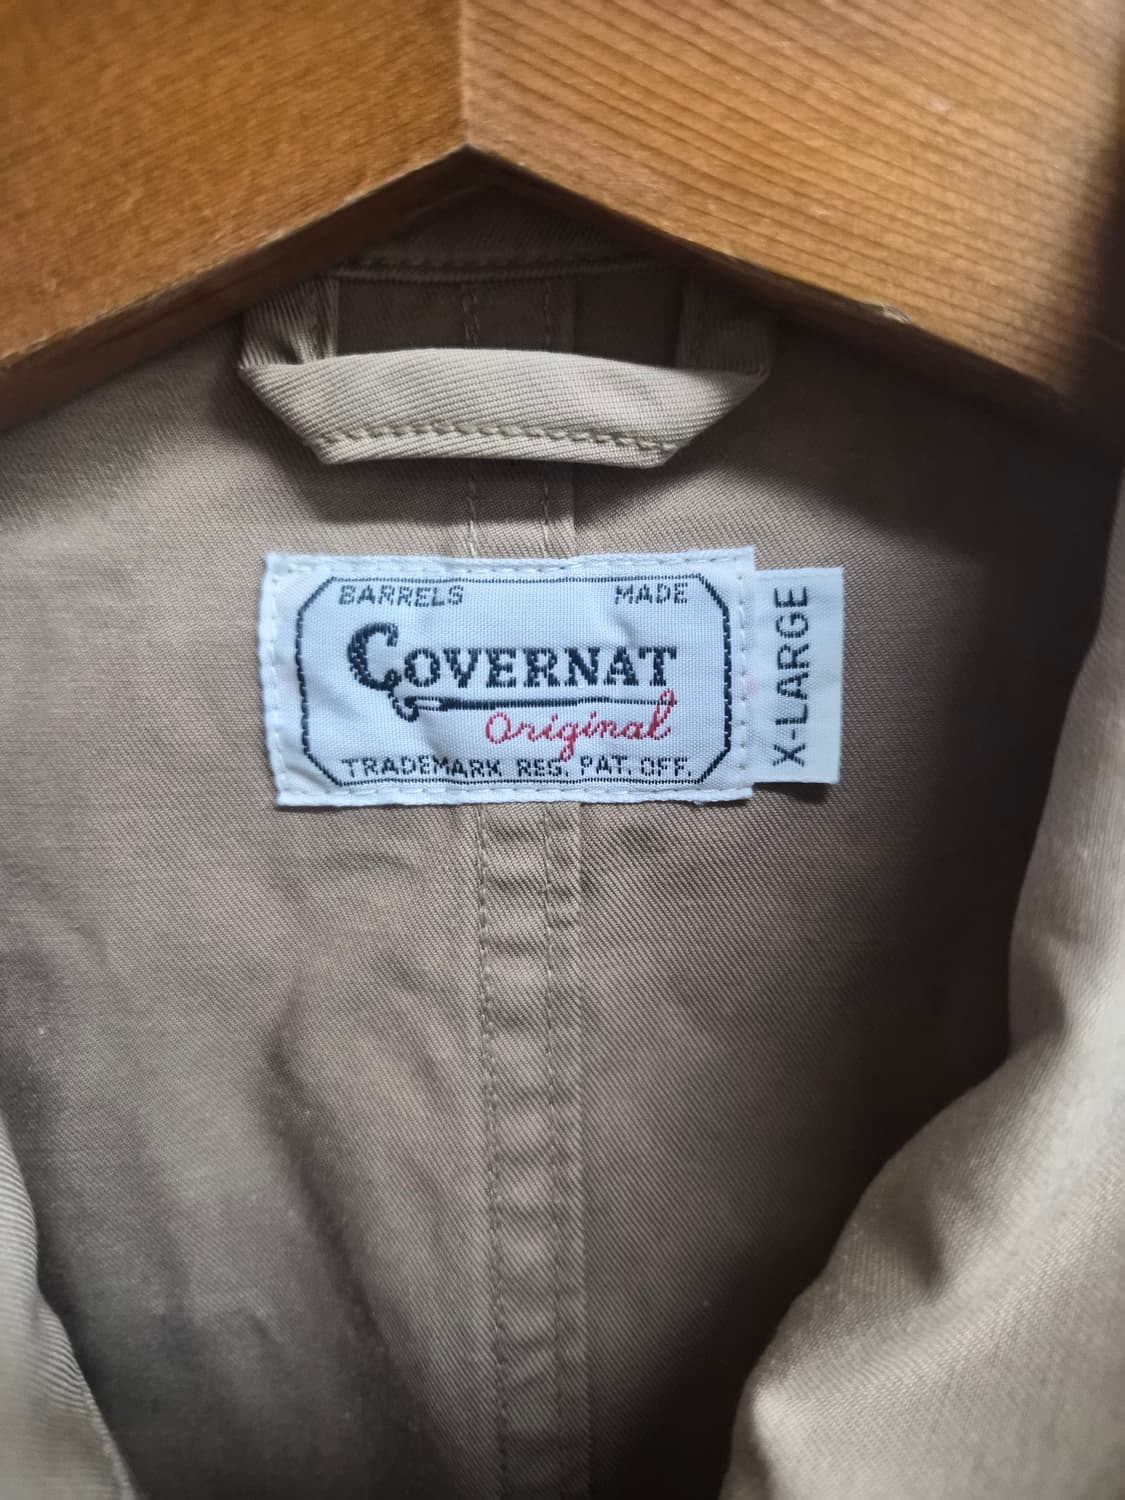 BARRELS MADE
COVERNAT
Original
TRADEMARK REG. PAT. OFF.
X-LARGE